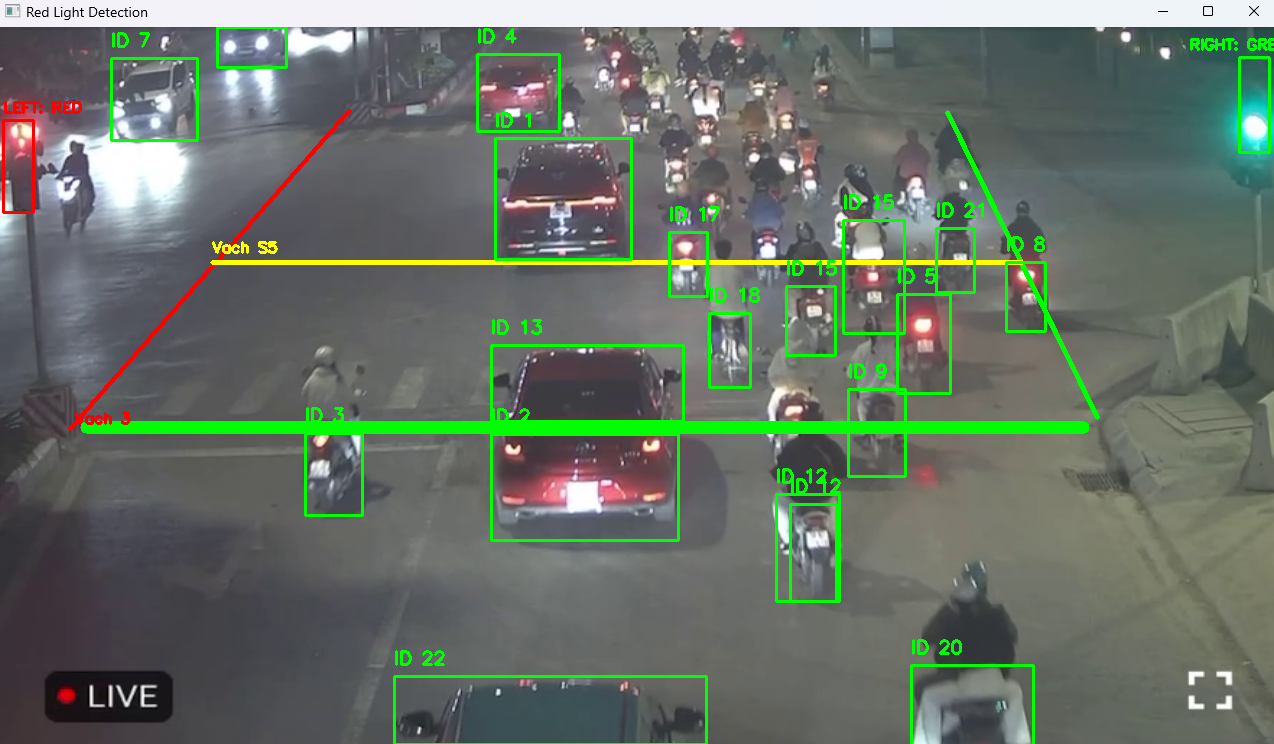 Red Light Detection
ID 7
ID 4
RIGHT: GRE
LEFT: RED
ID 1
ID 15
ID 21
ID 17
Vach S5
ID 8
ID 15
ID 5
ID 18
ID 13
ID 9
Vach 3
ID 3
ID 2
ID 12
ID 12
ID 20
ID 22
LIVE